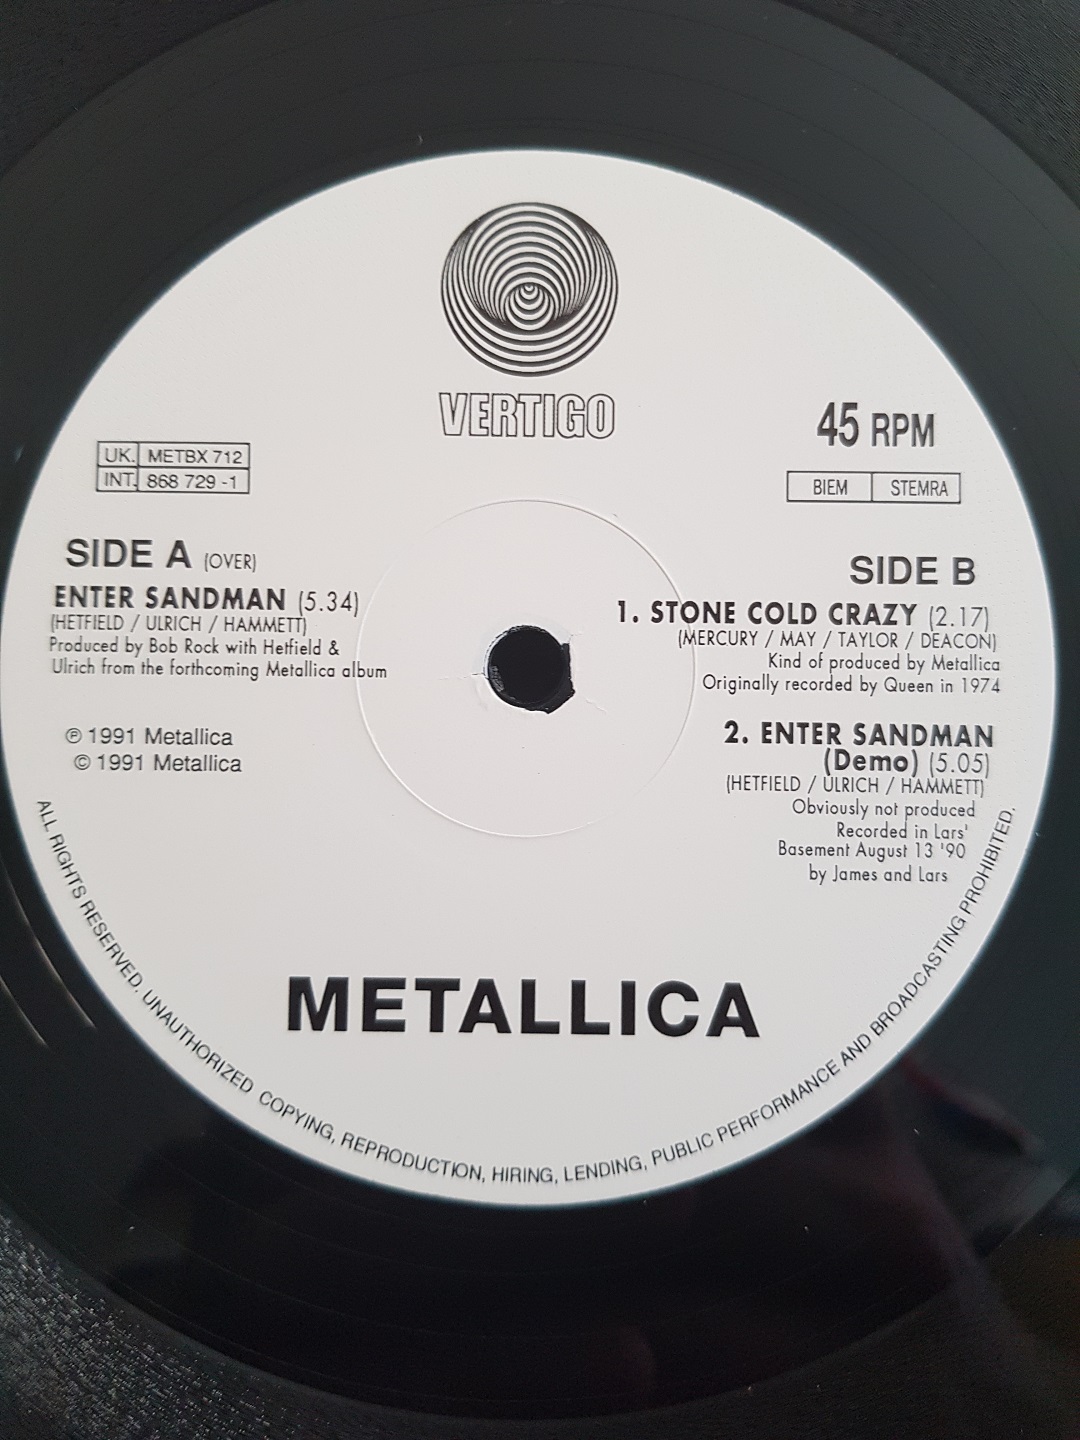 VERTIGO
45 RPM
UK. METBX 712
INT. 868 729 -1
BIEM STEMRA
SIDE A (OVER)
ENTER SANDMAN (5.34)
(HETFIELD / ULRICH / HAMMETT)
Produced by Bob Rock with Hetfield &
Ulrich from the forthcoming Metallica album
℗ 1991 Metallica
© 1991 Metallica
SIDE B
1. STONE COLD CRAZY (2.17)
(MERCURY / MAY / TAYLOR / DEACON)
Kind of produced by Metallica
Originally recorded by Queen in 1974
2. ENTER SANDMAN
(Demo) (5.05)
(HETFIELD / ULRICH / HAMMETT)
Obviously not produced
Recorded in Lars'
Basement August 13 '90
by James and Lars
METALLICA
ALL RIGHTS RESERVED. UNAUTHORIZED COPYING, REPRODUCTION, HIRING, LENDING, PUBLIC PERFORMANCE AND BROADCASTING PROHIBITED.